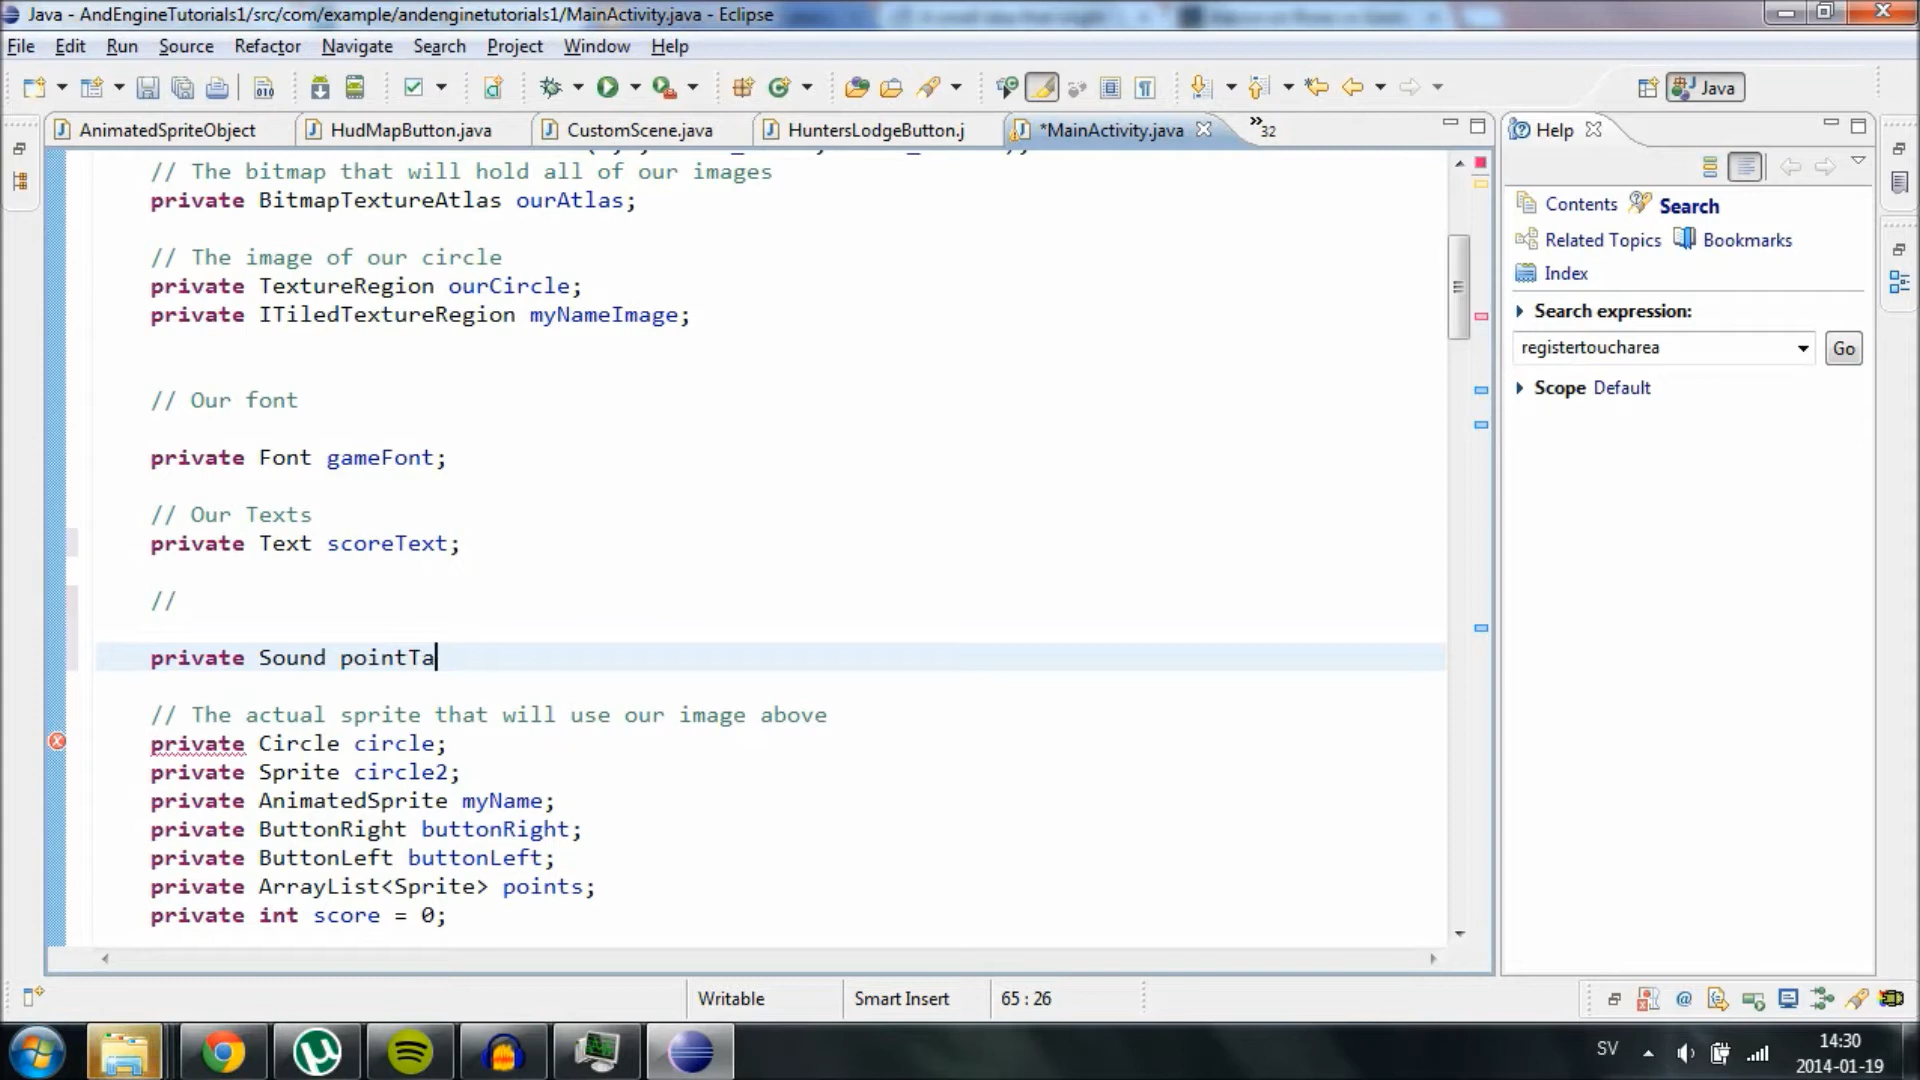 Java - AndEngineTutorials1/src/com/example/andenginetutorials1/MainActivity.java - Eclipse
File Edit Run Source Refactor Navigate Search Project Window Help
Java
AnimatedSpriteObject HudMapButton.java CustomScene.java HuntersLodgeButton.j *MainActivity.java »32
// The bitmap that will hold all of our images
private BitmapTextureAtlas ourAtlas;
// The image of our circle
private TextureRegion ourCircle;
private ITiledTextureRegion myNameImage;
// Our font
private Font gameFont;
// Our Texts
private Text scoreText;
//
private Sound pointTa
// The actual sprite that will use our image above
private Circle circle;
private Sprite circle2;
private AnimatedSprite myName;
private ButtonRight buttonRight;
private ButtonLeft buttonLeft;
private ArrayList<Sprite> points;
private int score = 0;
Help
Contents Search
Related Topics Bookmarks
Index
Search expression:
registertoucharea Go
Scope Default
Writable Smart Insert 65 : 26
SV 14:30
2014-01-19